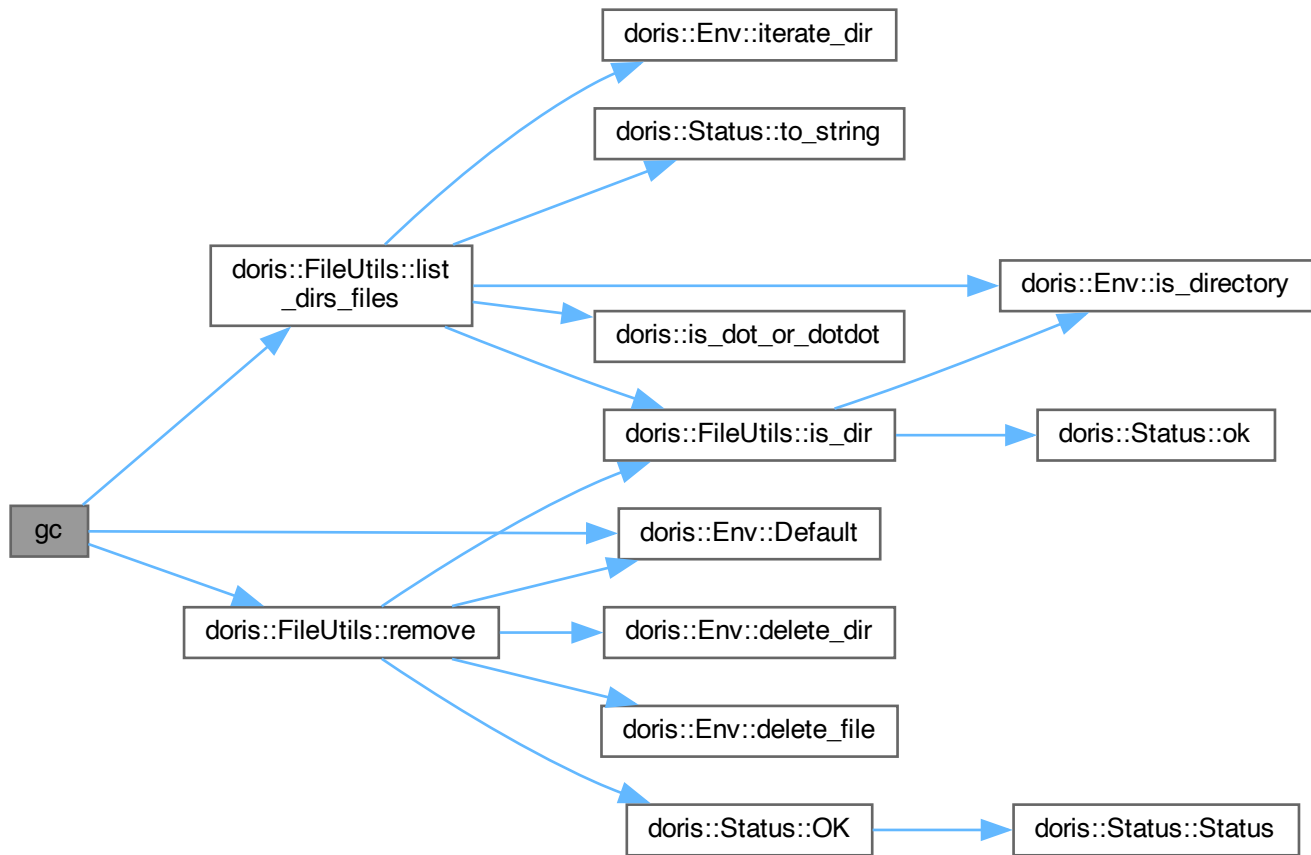 doris::Env::iterate_dir
doris::Status::to_string
doris::FileUtils::list
_dirs_files
doris::Env::is_directory
doris::is_dot_or_dotdot
doris::FileUtils::is_dir
doris::Status::ok
gc
doris::Env::Default
doris::FileUtils::remove
doris::Env::delete_dir
doris::Env::delete_file
doris::Status::OK
doris::Status::Status